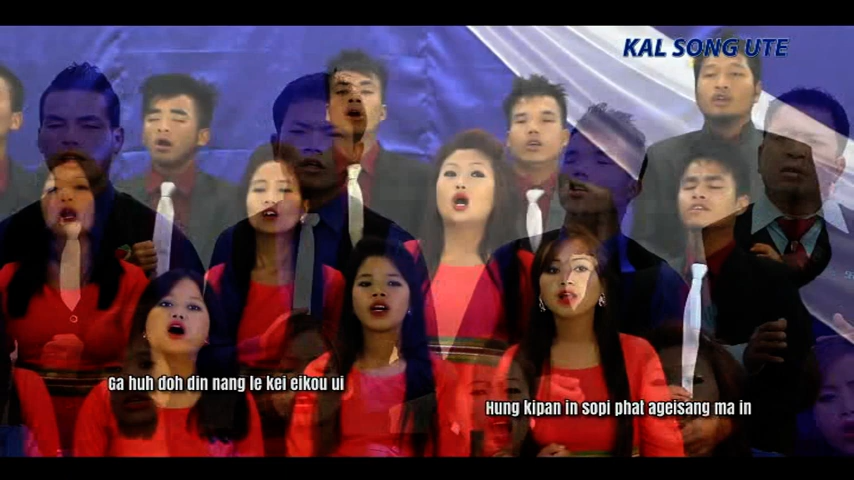 KAL SONG UTE
Ga huh doh din nang le kei eikou ui
Hung kipan in sopi phat ageisang ma in